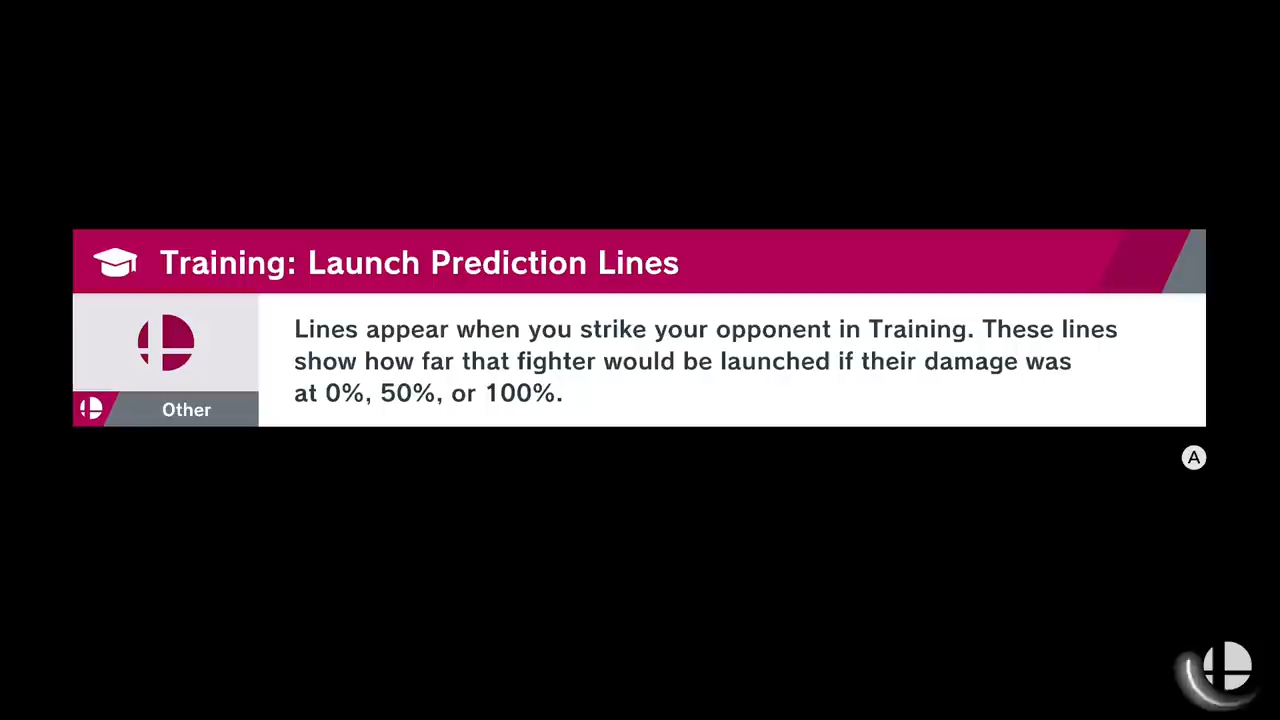 Training: Launch Prediction Lines
Lines appear when you strike your opponent in Training. These lines
show how far that fighter would be launched if their damage was
at 0%, 50%, or 100%.
Other
A